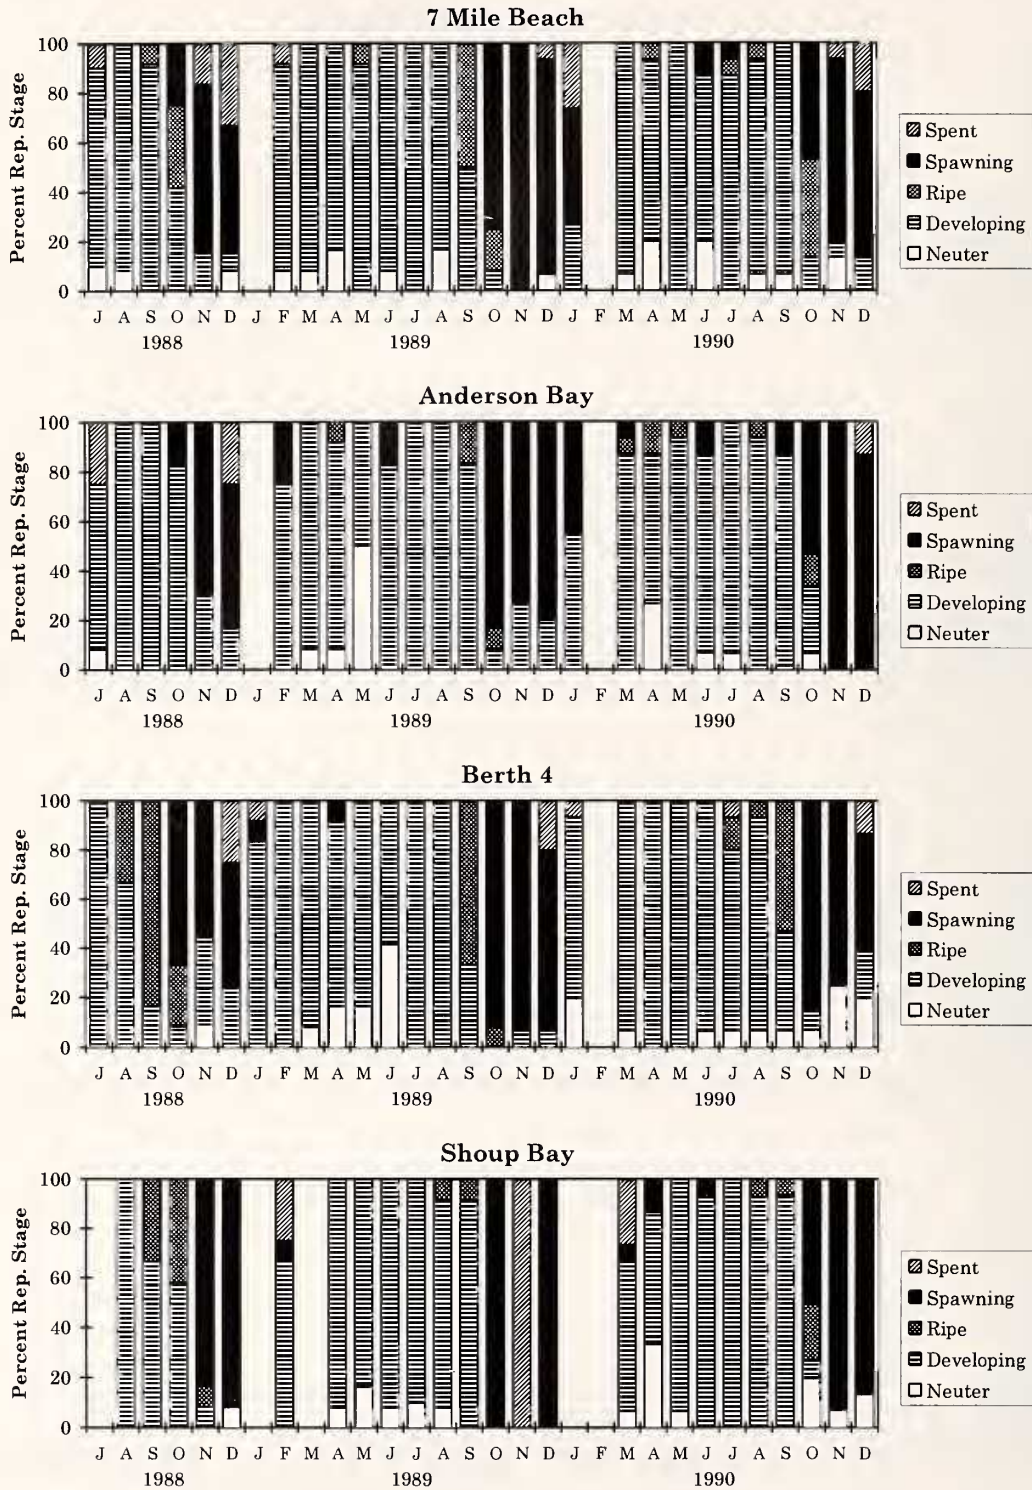 7 Mile Beach
Percent Rep. Stage
100
80
60
40
20
0
J A S O N D J F M A M J J A S O N D J F M A M J J A S O N D
1988 1989 1990
Spent
Spawning
Ripe
Developing
Neuter
Anderson Bay
Percent Rep. Stage
100
80
60
40
20
0
J A S O N D J F M A M J J A S O N D J F M A M J J A S O N D
1988 1989 1990
Spent
Spawning
Ripe
Developing
Neuter
Berth 4
Percent Rep. Stage
100
80
60
40
20
0
J A S O N D J F M A M J J A S O N D J F M A M J J A S O N D
1988 1989 1990
Spent
Spawning
Ripe
Developing
Neuter
Shoup Bay
Percent Rep. Stage
100
80
60
40
20
0
J A S O N D J F M A M J J A S O N D J F M A M J J A S O N D
1988 1989 1990
Spent
Spawning
Ripe
Developing
Neuter